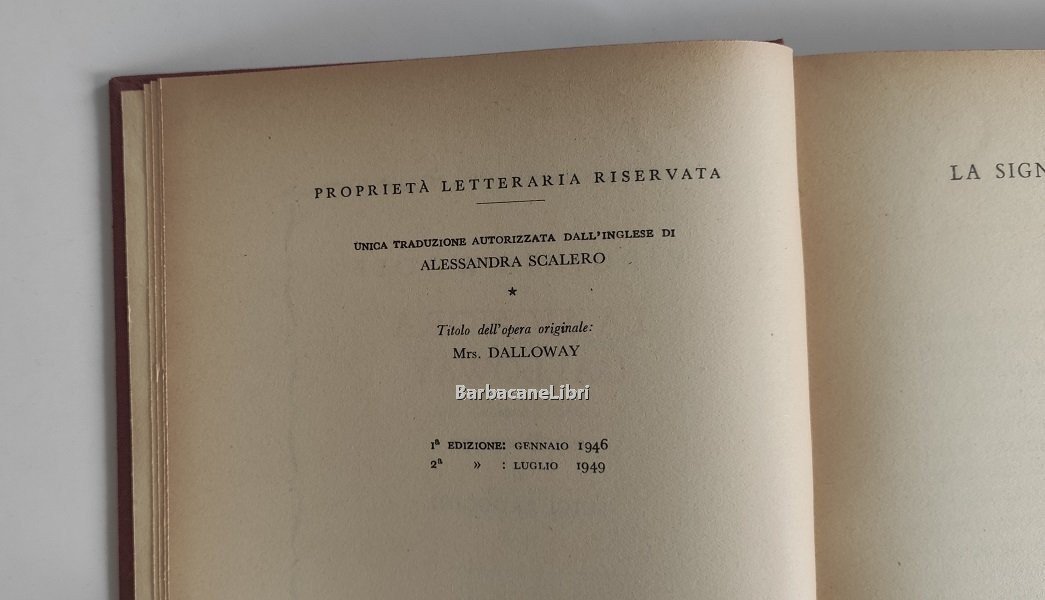 PROPRIETÀ LETTERARIA RISERVATA
UNICA TRADUZIONE AUTORIZZATA DALL'INGLESE DI
ALESSANDRA SCALERO
★
Titolo dell'opera originale:
Mrs. DALLOWAY
BarbacaneLibri
1ª EDIZIONE: GENNAIO 1946
2ª » : LUGLIO 1949
LA SIGN